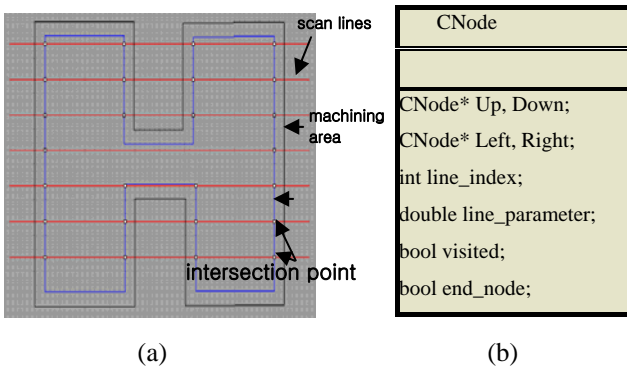 scan lines
machining
area
intersection point
CNode
CNode* Up, Down;
CNode* Left, Right;
int line_index;
double line_parameter;
bool visited;
bool end_node;
(a)
(b)